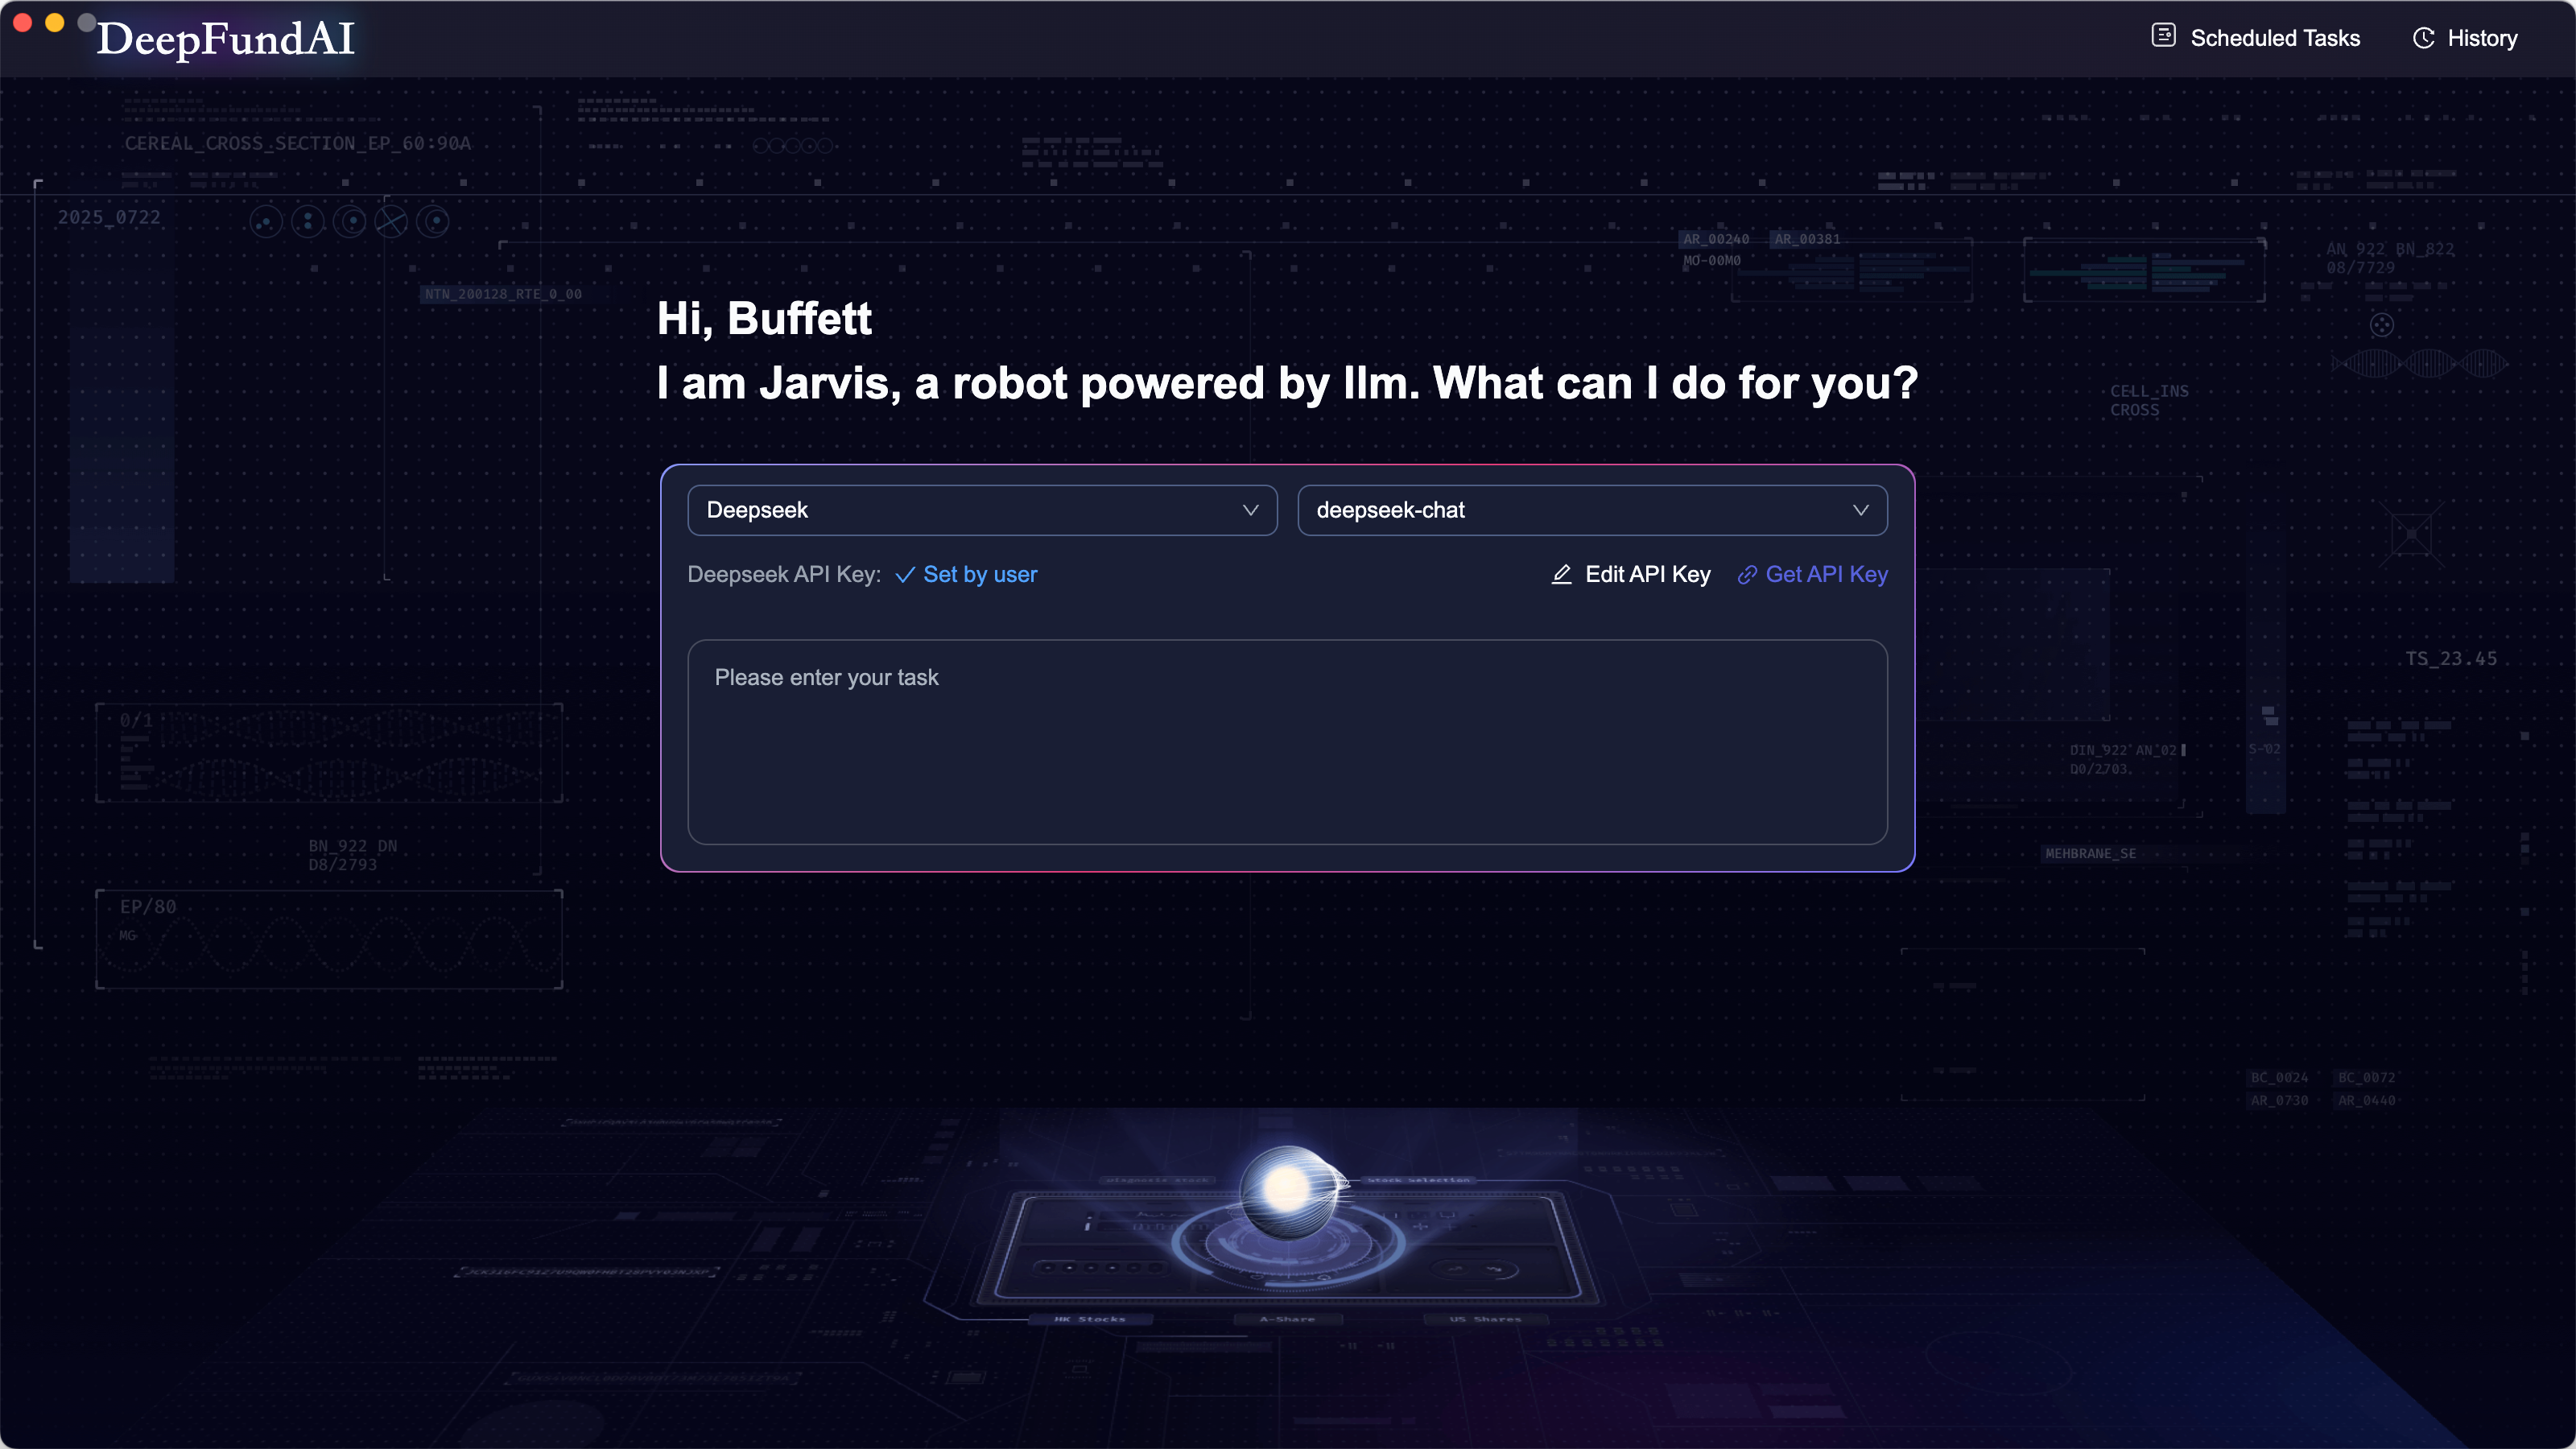 DeepFundAI
Scheduled Tasks
History
CEREAL_CROSS_SECTION_EP_60:90A
2025_0722
AR_00240 AR_00381
MO-00M0
AN_922 BN_822
08/7729
NTN_200128_RTE_0_00
Hi, Buffett
I am Jarvis, a robot powered by llm. What can I do for you?
CELL_INS
CROSS
Deepseek
deepseek-chat
Deepseek API Key: Set by user
Edit API Key
Get API Key
Please enter your task
TS_23.45
0/1
DIN_922 AN_02
D0/2703
S-02
BN_922 DN
D8/2793
MEHBRANE_SE
EP/80
MG
BC_0024 BC_0072
AR_0730 AR_0440
Diagnosis stock
Stock Selection
HK Stocks
A-Share
US Shares